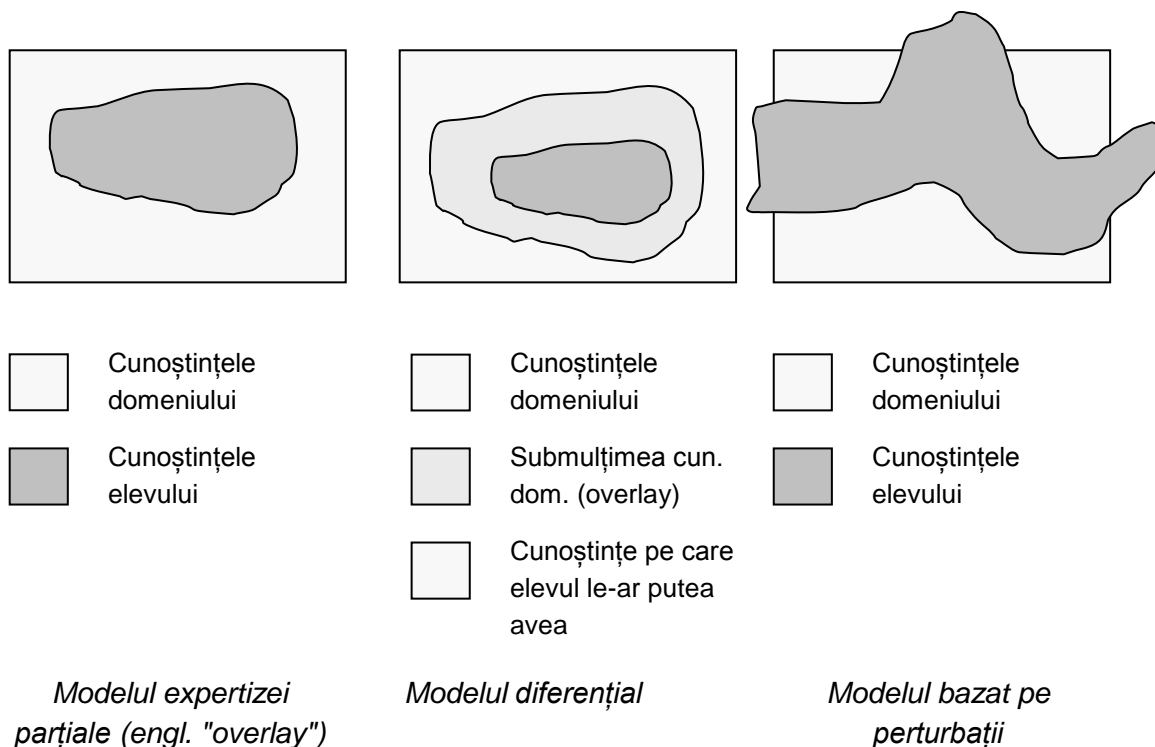 Cunoștințele
domeniului
Cunoștințele
elevului
Modelul expertizei
parțiale (engl. "overlay")
Cunoștințele
domeniului
Submulțimea cun.
dom. (overlay)
Cunoștințe pe care
elevul le-ar putea
avea
Modelul diferențial
Cunoștințele
domeniului
Cunoștințele
elevului
Modelul bazat pe
perturbații